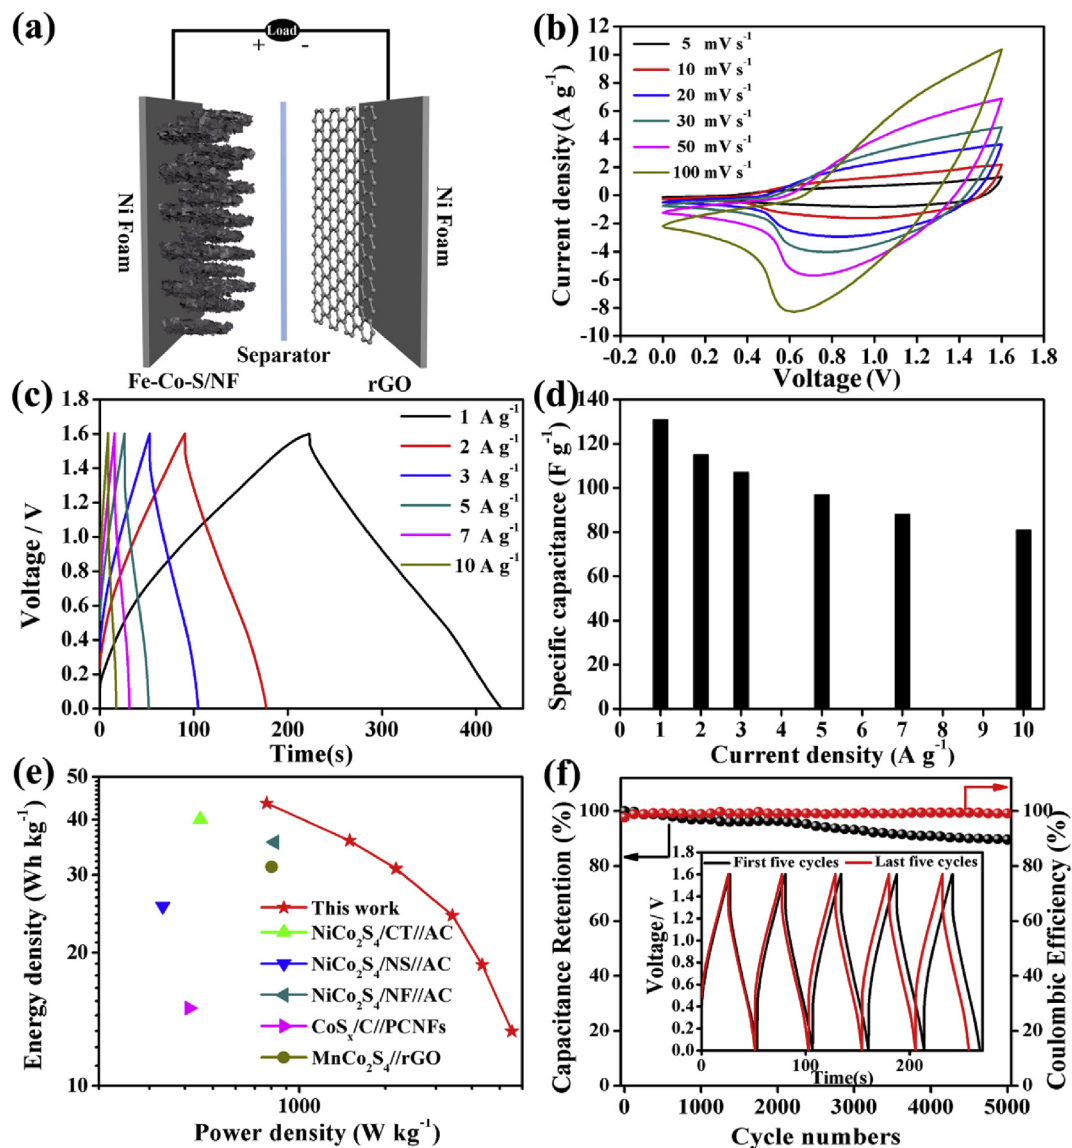 (a)
Load
+ -
Ni Foam
Ni Foam
Separator
Fe-Co-S/NF
rGO
(b)
Current density(A g⁻¹)
12
10
8
6
4
2
0
-2
-4
-6
-8
-10
5 mV s⁻¹
10 mV s⁻¹
20 mV s⁻¹
30 mV s⁻¹
50 mV s⁻¹
100 mV s⁻¹
-0.2 0.0 0.2 0.4 0.6 0.8 1.0 1.2 1.4 1.6 1.8
Voltage(V)
(c)
Voltage / V
1.8
1.6
1.4
1.2
1.0
0.8
0.6
0.4
0.2
0.0
1 A g⁻¹
2 A g⁻¹
3 A g⁻¹
5 A g⁻¹
7 A g⁻¹
10 A g⁻¹
0 100 200 300 400
Time(s)
(d)
Specific capacitance (F g⁻¹)
140
120
100
80
60
40
20
0
0 1 2 3 4 5 6 7 8 9 10
Current density (A g⁻¹)
(e)
Energy density (Wh kg⁻¹)
50
40
30
20
10
This work
NiCo₂S₄/CT//AC
NiCo₂S₄/NS//AC
NiCo₂S₄/NF//AC
CoSₓ/C//PCNFs
MnCo₂S₄//rGO
1000
Power density (W kg⁻¹)
(f)
Capacitance Retention (%)
100
80
60
40
20
0
Coulombic Efficiency (%)
100
80
60
40
20
0
First five cycles Last five cycles
Voltage/ V
1.8
1.6
1.2
0.8
0.4
0.0
0 100 200
Time(s)
0 1000 2000 3000 4000 5000
Cycle numbers